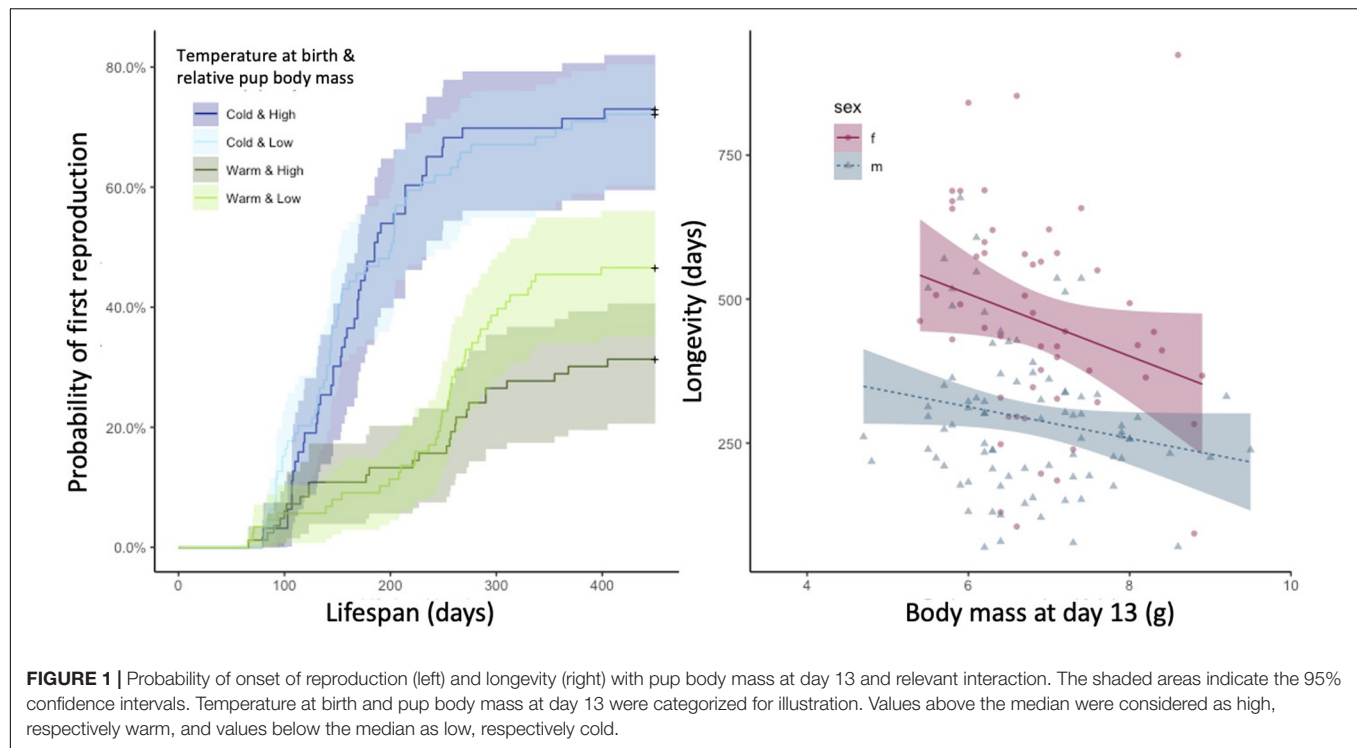 Temperature at birth &
relative pup body mass
Cold & High
Cold & Low
Warm & High
Warm & Low
80.0%
60.0%
40.0%
20.0%
0.0%
Probability of first reproduction
0 100 200 300 400
Lifespan (days)
sex
f
m
750
500
250
Longevity (days)
4 6 8 10
Body mass at day 13 (g)
FIGURE 1 | Probability of onset of reproduction (left) and longevity (right) with pup body mass at day 13 and relevant interaction. The shaded areas indicate the 95%
confidence intervals. Temperature at birth and pup body mass at day 13 were categorized for illustration. Values above the median were considered as high,
respectively warm, and values below the median as low, respectively cold.